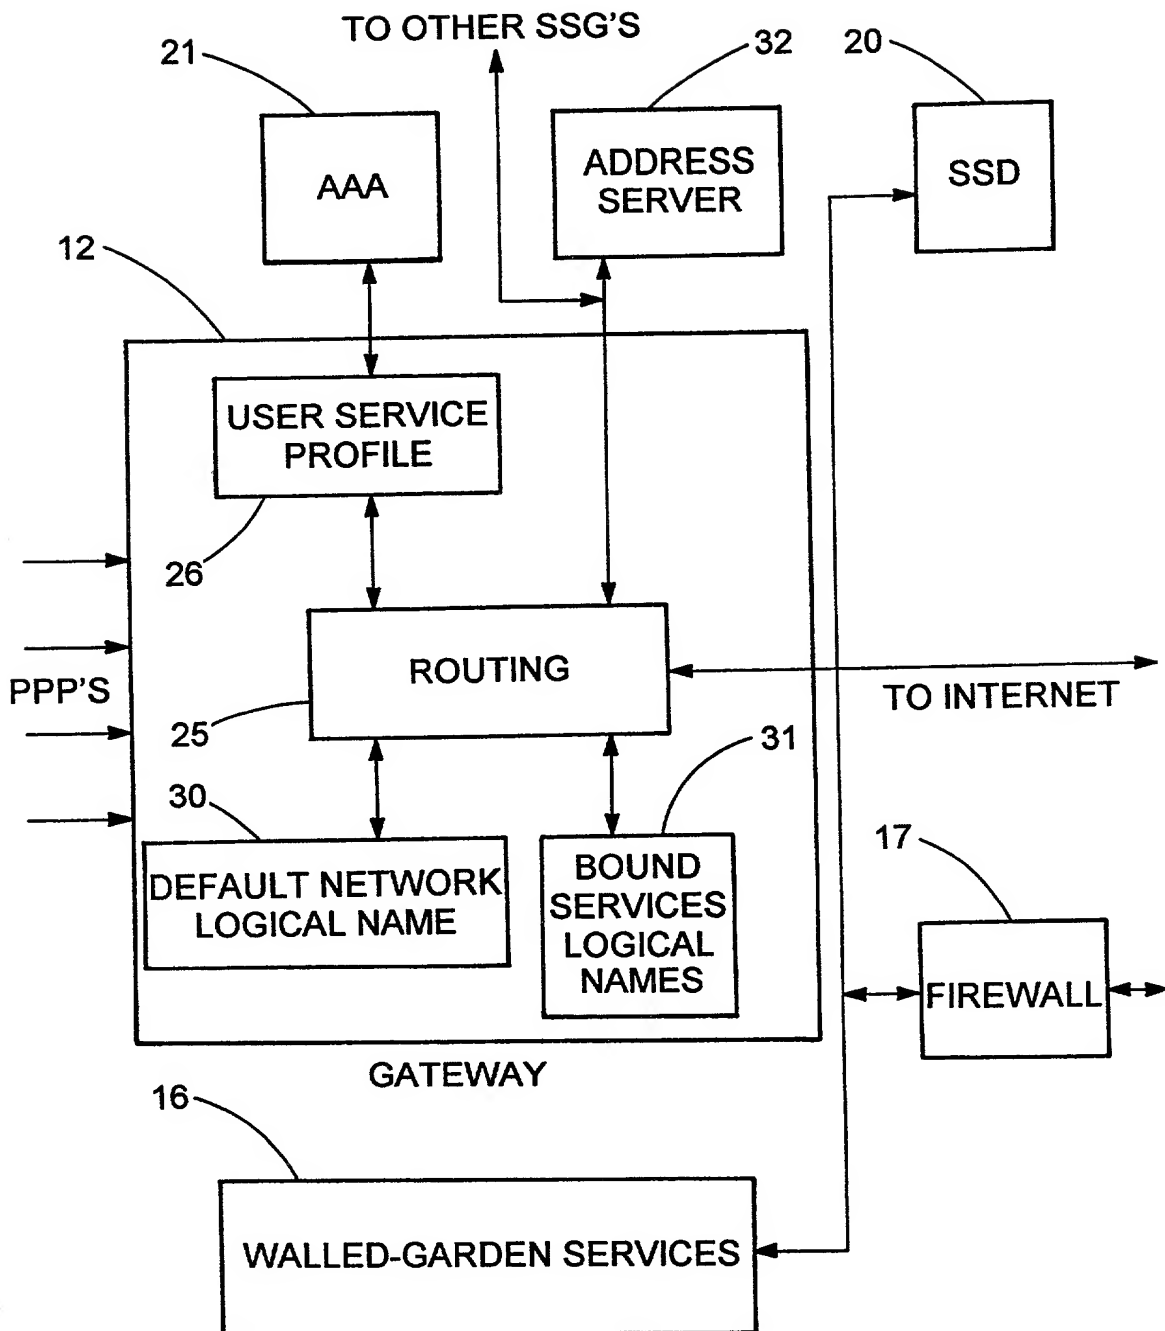 TO OTHER SSG'S
21
32
20
AAA
ADDRESS
SERVER
SSD
12
USER SERVICE
PROFILE
26
ROUTING
PPP'S
TO INTERNET
25
31
30
17
DEFAULT NETWORK
LOGICAL NAME
BOUND
SERVICES
LOGICAL
NAMES
FIREWALL
GATEWAY
16
WALLED-GARDEN SERVICES